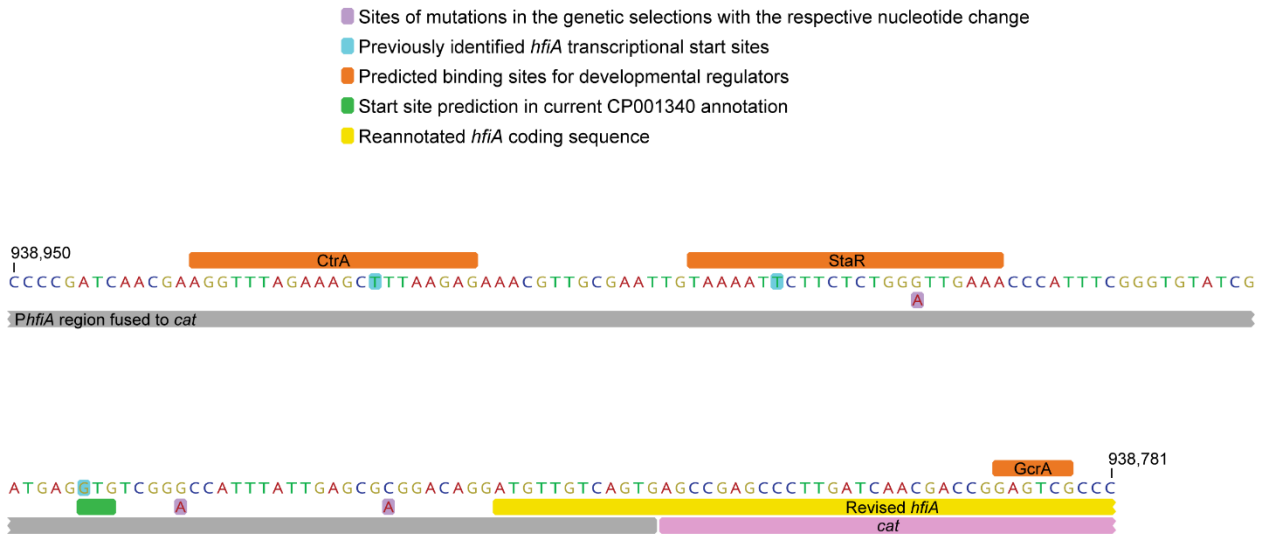 Sites of mutations in the genetic selections with the respective nucleotide change
Previously identified hfiA transcriptional start sites
Predicted binding sites for developmental regulators
Start site prediction in current CP001340 annotation
Reannotated hfiA coding sequence
938,950
CtrA StaR
CCCCGATCAACGAAGGTTTAGAAAGCTTTAAGAGAAACGTTGCGAATTGTAAAATTCTTCTCTGGGTTGAAACCCATTTCGGGTGTATCG
A
PhfiA region fused to cat
938,781
GcrA
ATGAGGTGTCGGGCCATTTATTGAGCGCGGACAGGATGTTGTCAGTGAGCCGAGCCCTTGATCAACGACCGGAGTCGCCC
A A Revised hfiA
cat